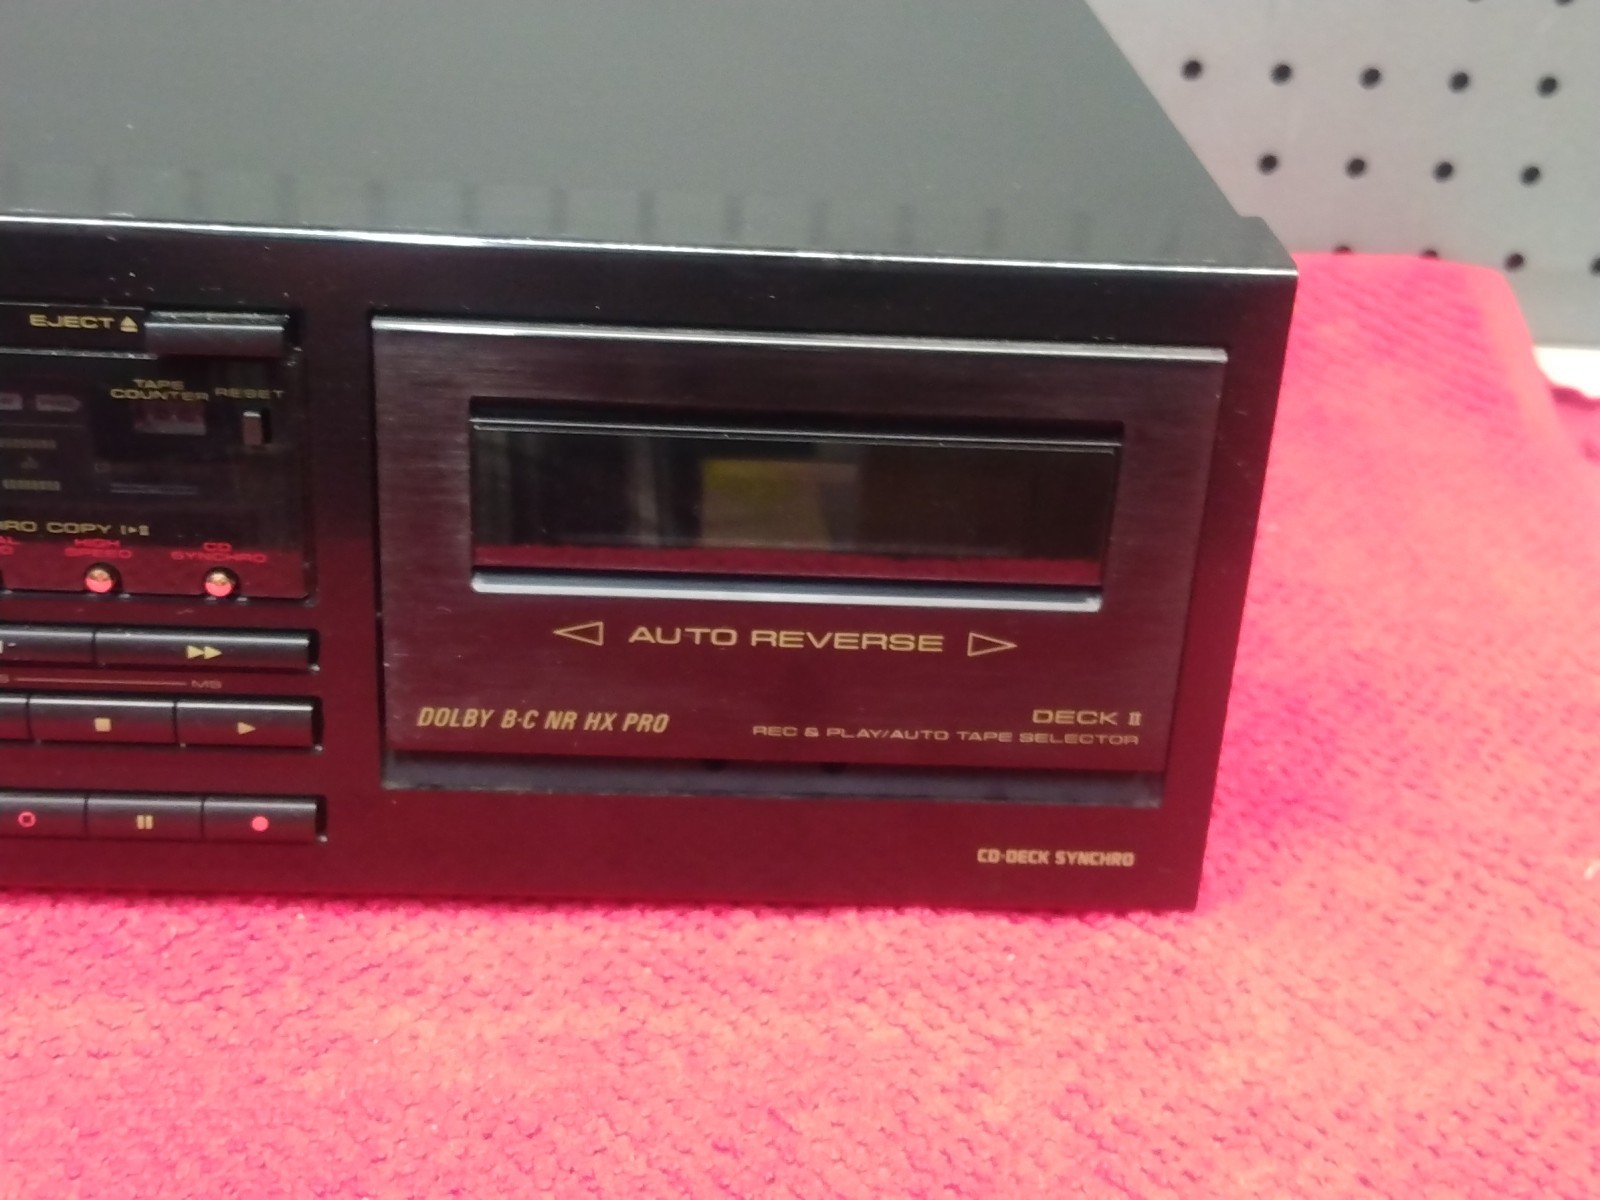 EJECT
TAPE
COUNTER
RESET
COPY I▸II
HIGH
SPEED
CD
SYNCHRO
MS
AUTO REVERSE
DOLBY B·C NR HX PRO
DECK II
REC & PLAY/AUTO TAPE SELECTOR
CD·DECK SYNCHRO